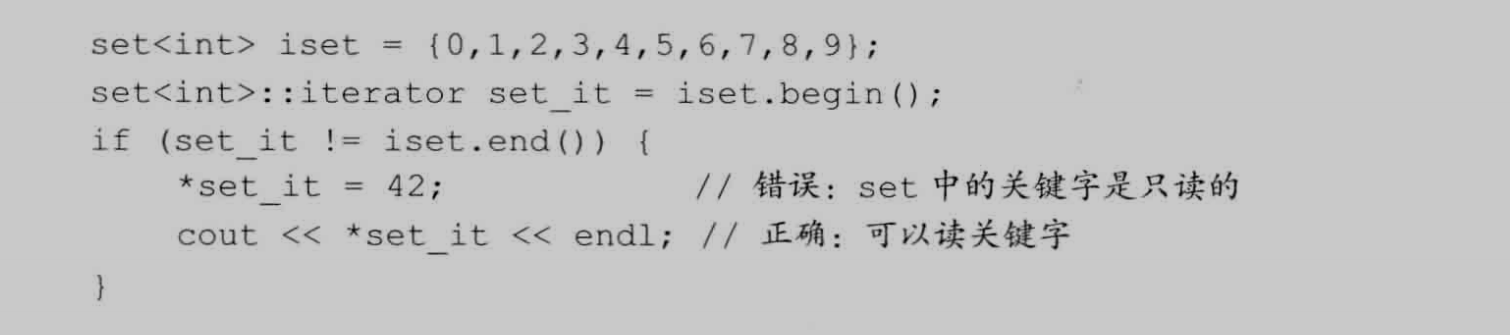 set<int> iset = {0,1,2,3,4,5,6,7,8,9};
set<int>::iterator set_it = iset.begin();
if (set_it != iset.end()) {
    *set_it = 42;               // 错误：set 中的关键字是只读的
    cout << *set_it << endl; // 正确：可以读关键字
}